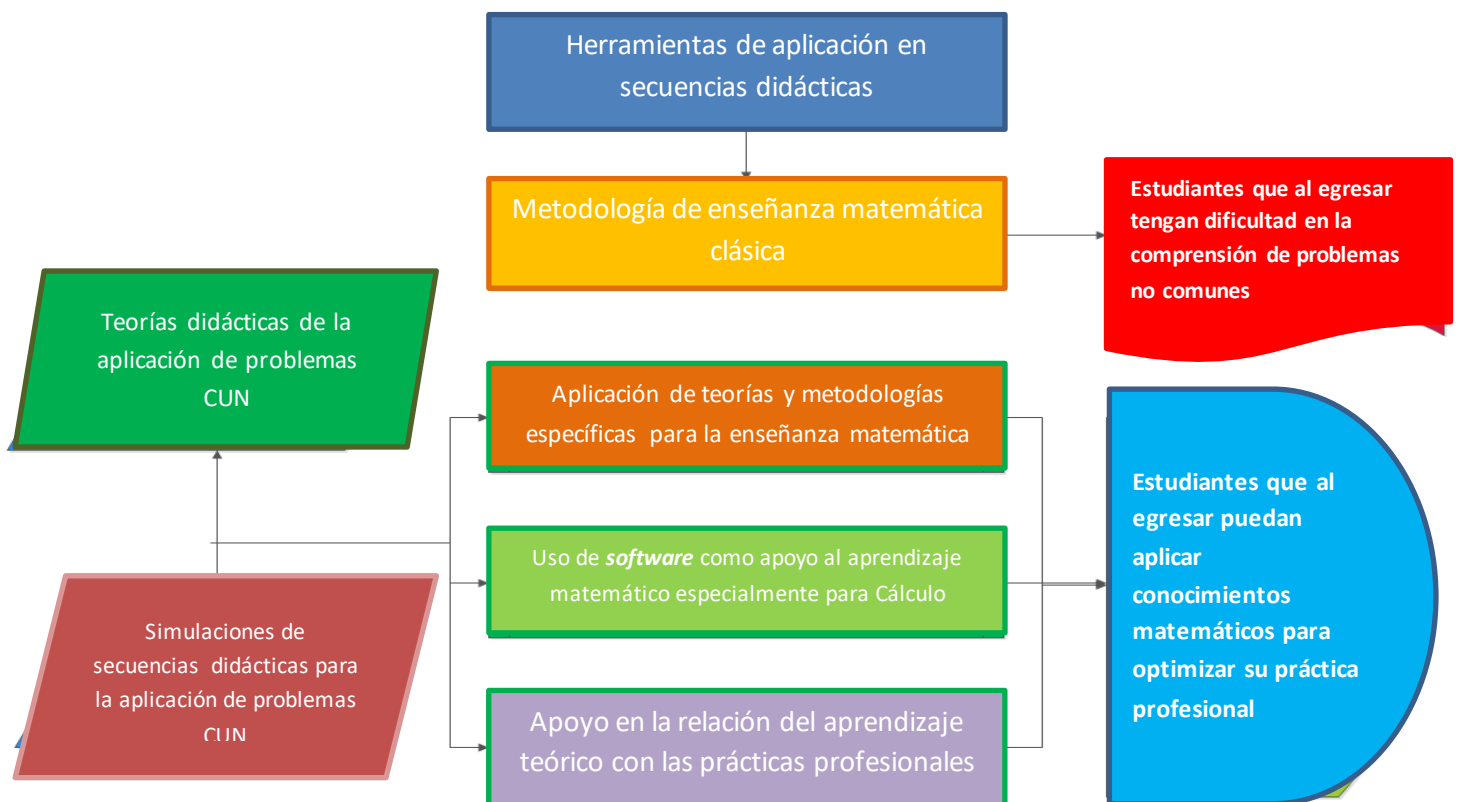 Herramientas de aplicación en
secuencias didácticas
Metodología de enseñanza matemática
clásica
Estudiantes que al egresar
tengan dificultad en la
comprensión de problemas
no comunes
Teorías didácticas de la
aplicación de problemas
CUN
Aplicación de teorías y metodologías
específicas para la enseñanza matemática
Uso de software como apoyo al aprendizaje
matemático especialmente para Cálculo
Estudiantes que al
egresar puedan
aplicar
conocimientos
matemáticos para
optimizar su práctica
profesional
Simulaciones de
secuencias didácticas para
la aplicación de problemas
CUN
Apoyo en la relación del aprendizaje
teórico con las prácticas profesionales